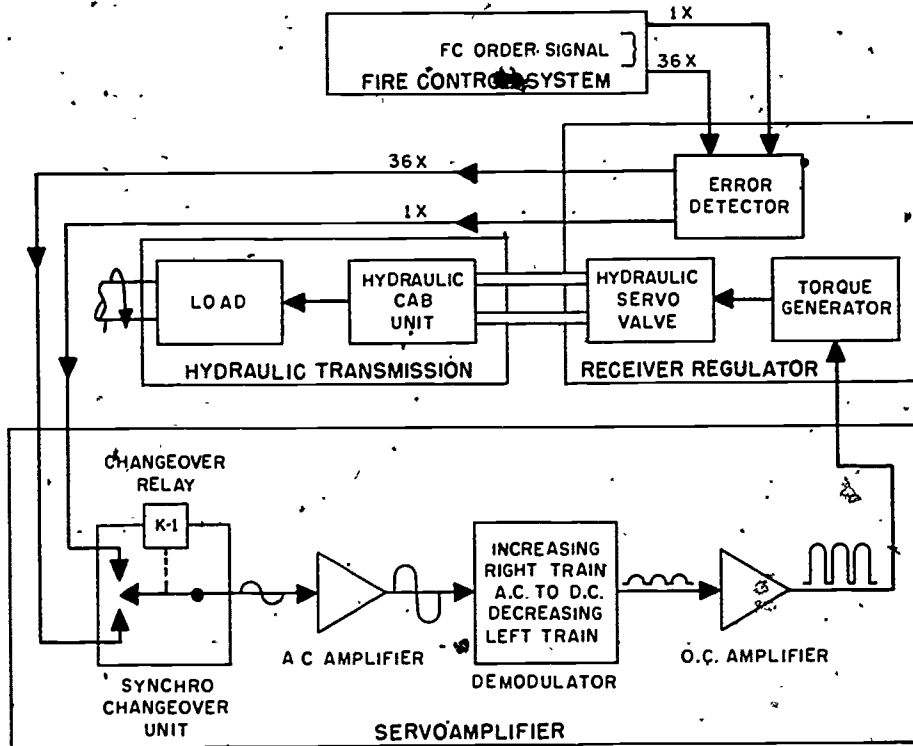 1X
FC ORDER SIGNAL
36X
FIRE CONTROL SYSTEM
36X
1X
ERROR
DETECTOR
LOAD
HYDRAULIC
CAB
UNIT
HYDRAULIC
SERVO
VALVE
TORQUE
GENERATOR
HYDRAULIC TRANSMISSION
RECEIVER REGULATOR
CHANGEOVER
RELAY
K-1
INCREASING
RIGHT TRAIN
A.C. TO D.C.
DECREASING
LEFT TRAIN
A C AMPLIFIER
DEMODULATOR
O.C. AMPLIFIER
SYNCHRO
CHANGEOVER
UNIT
SERVOAMPLIFIER